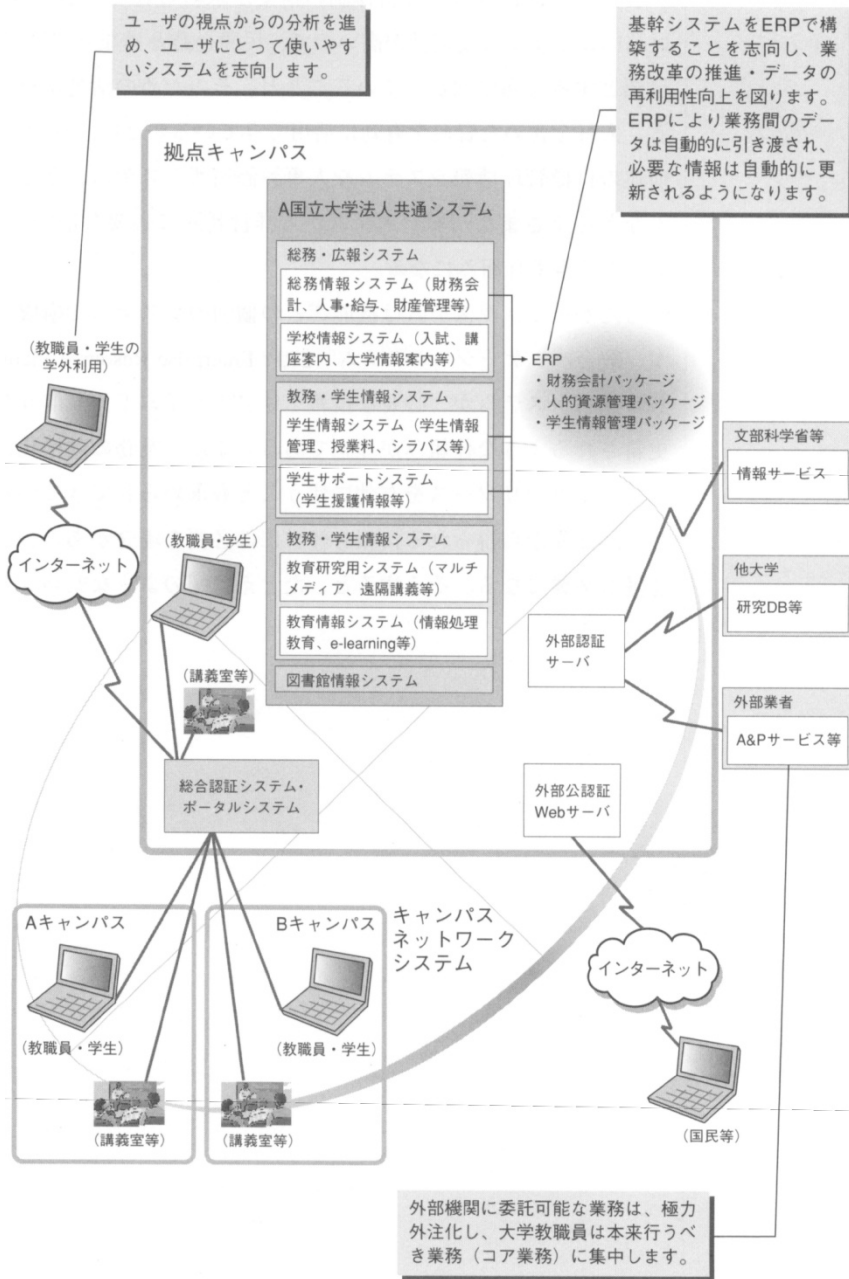 ユーザの視点からの分析を進
め、ユーザにとって使いやす
いシステムを志向します。
基幹システムをERPで構
築することを志向し、業
務改革の推進・データの
再利用性向上を図ります。
ERPにより業務間のデー
タは自動的に引き渡され、
必要な情報は自動的に更
新されるようになります。
拠点キャンパス
A国立大学法人共通システム
総務・広報システム
総務情報システム（財務会
計、人事・給与、財産管理等）
学校情報システム（入試、講
座案内、大学情報案内等）
教務・学生情報システム
学生情報システム（学生情報
管理、授業料、シラバス等）
学生サポートシステム
（学生援護情報等）
教務・学生情報システム
教育研究用システム（マルチ
メディア、遠隔講義等）
教育情報システム（情報処理
教育、e-learning等）
図書館情報システム
ERP
・財務会計パッケージ
・人的資源管理パッケージ
・学生情報管理パッケージ
（教職員・学生の
学外利用）
インターネット
（教職員・学生）
（講義室等）
総合認証システム・
ポータルシステム
文部科学省等
情報サービス
他大学
研究DB等
外部業者
A&Pサービス等
外部認証
サーバ
外部公認証
Webサーバ
Aキャンパス
（教職員・学生）
（講義室等）
Bキャンパス
（教職員・学生）
（講義室等）
キャンパス
ネットワーク
システム
インターネット
（国民等）
外部機関に委託可能な業務は、極力
外注化し、大学教職員は本来行うべ
き業務（コア業務）に集中します。